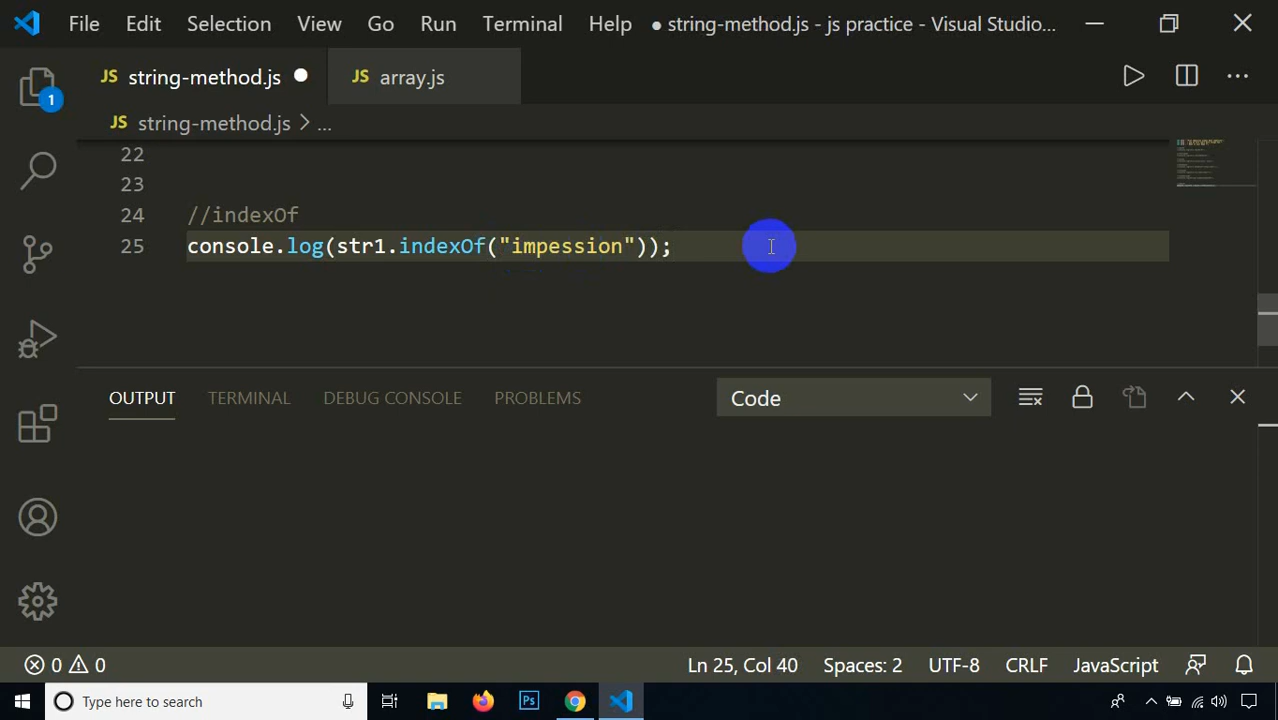 File Edit Selection View Go Run Terminal Help ● string-method.js - js practice - Visual Studio...
JS string-method.js ● JS array.js
JS string-method.js > ...
22
23
24 //indexOf
25 console.log(str1.indexOf("impession"));
1
OUTPUT TERMINAL DEBUG CONSOLE PROBLEMS Code
0 0 Ln 25, Col 40 Spaces: 2 UTF-8 CRLF JavaScript
Type here to search Ps